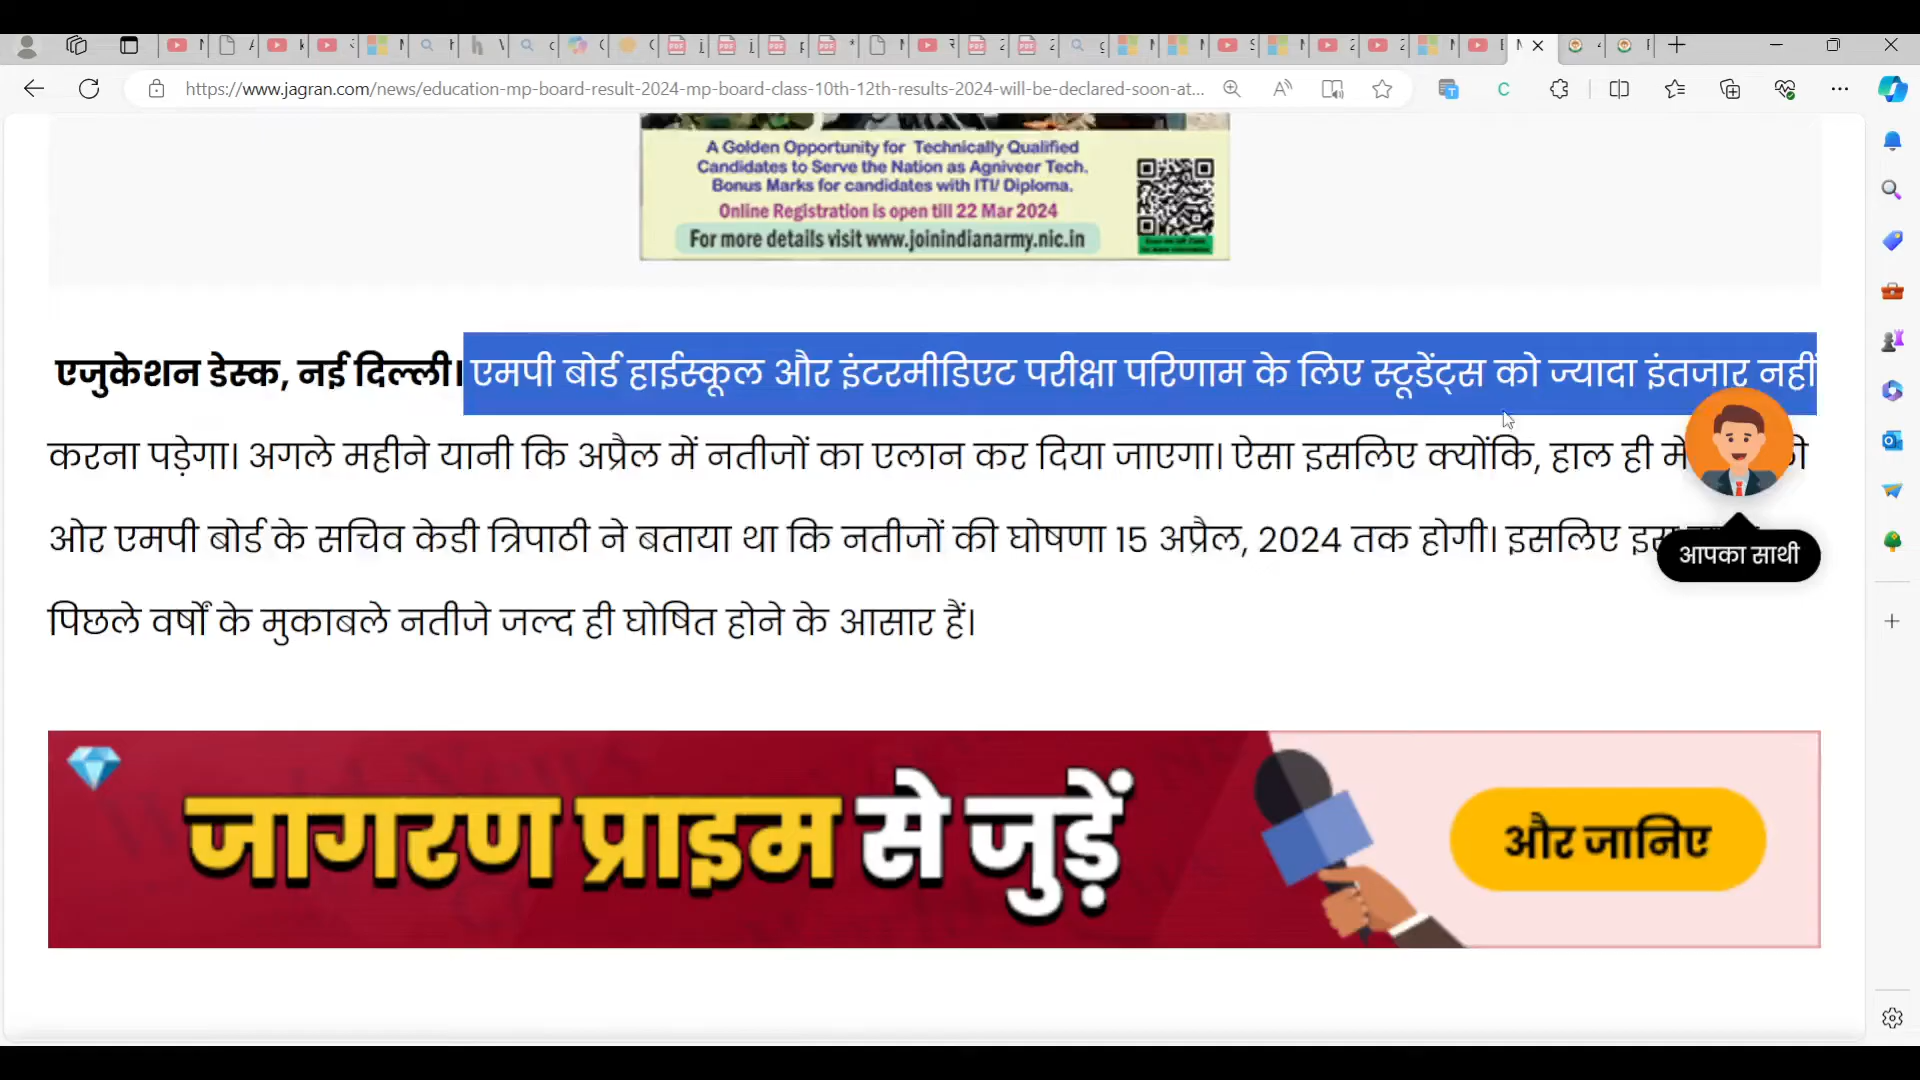 https://www.jagran.com/news/education-mp-board-result-2024-mp-board-class-10th-12th-results-2024-will-be-declared-soon-at...
A Golden Opportunity for Technically Qualified
Candidates to Serve the Nation as Agniveer Tech.
Bonus Marks for candidates with ITI/ Diploma.
Online Registration is open till 22 Mar 2024
For more details visit www.joinindianarmy.nic.in
एजुकेशन डेस्क, नई दिल्ली। एमपी बोर्ड हाईस्कूल और इंटरमीडिएट परीक्षा परिणाम के लिए स्टूडेंट्स को ज्यादा इंतजार नहीं
करना पड़ेगा। अगले महीने यानी कि अप्रैल में नतीजों का एलान कर दिया जाएगा। ऐसा इसलिए क्योंकि, हाल ही
ओर एमपी बोर्ड के सचिव केडी त्रिपाठी ने बताया था कि नतीजों की घोषणा 15 अप्रैल, 2024 तक होगी। इसलिए
आपका साथी
पिछले वर्षों के मुकाबले नतीजे जल्द ही घोषित होने के आसार हैं।
जागरण प्राइम से जुड़ें
और जानिए